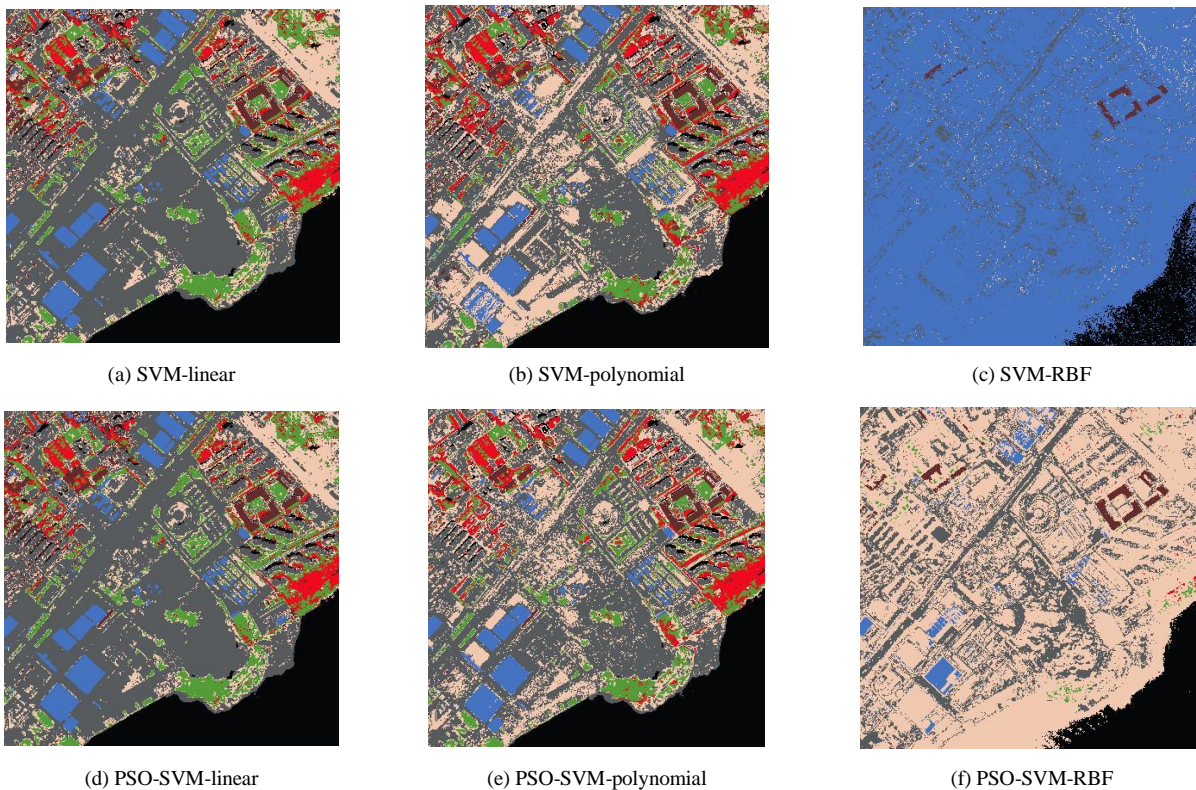 (a) SVM-linear
(b) SVM-polynomial
(c) SVM-RBF
(d) PSO-SVM-linear
(e) PSO-SVM-polynomial
(f) PSO-SVM-RBF